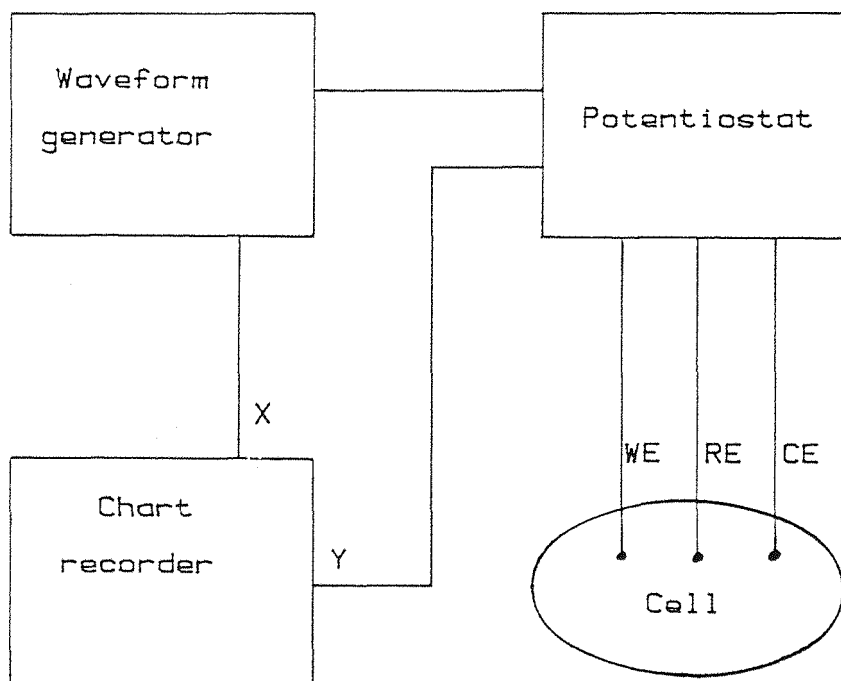 Waveform
generator
Potentiostat
X
WE RE CE
Chart
recorder
Y
Cell